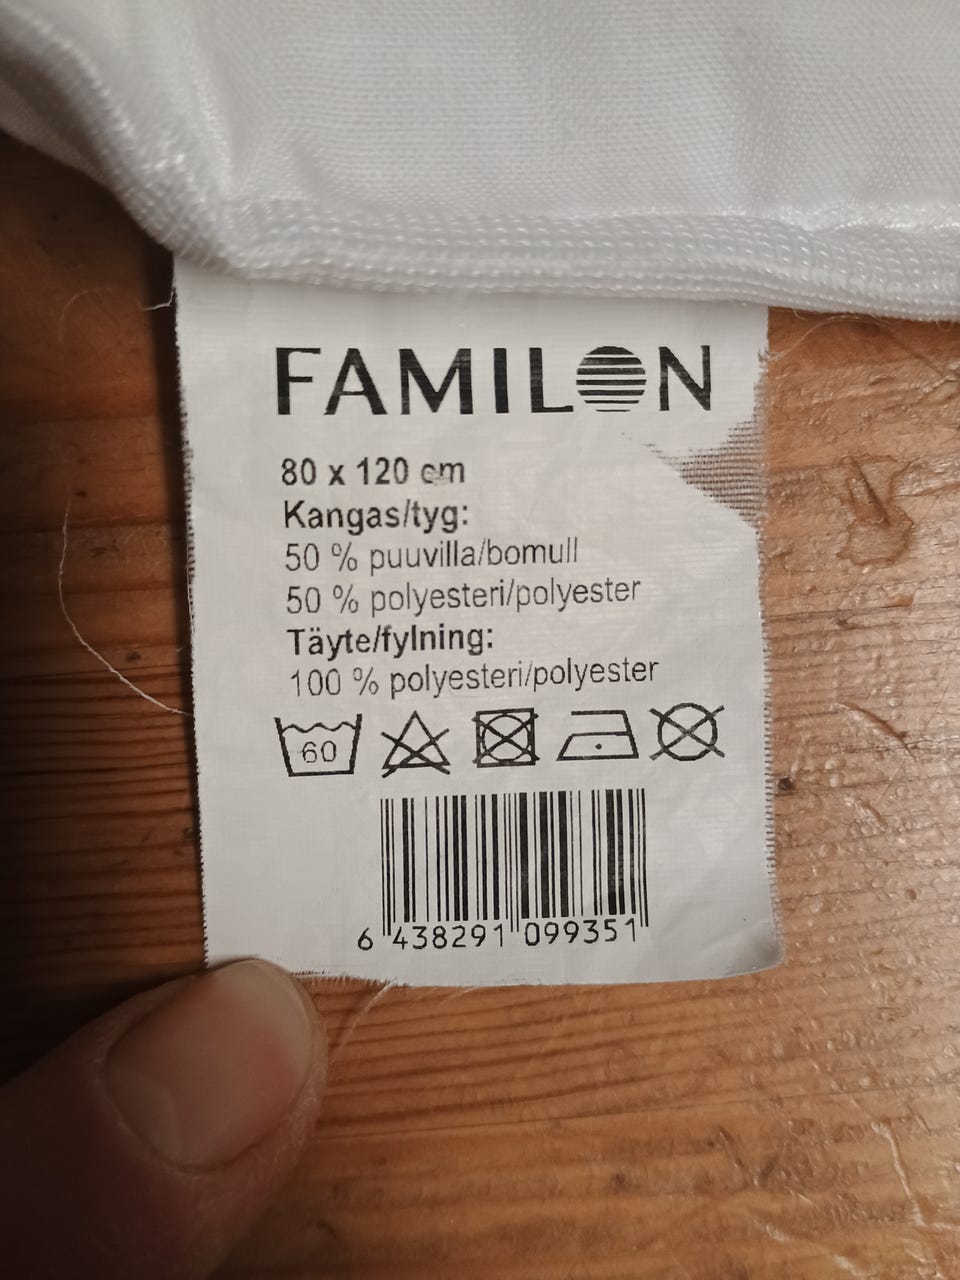 FAMILON
80 x 120 cm
Kangas/tyg:
50 % puuvilla/bomull
50 % polyesteri/polyester
Täyte/fylning:
100 % polyesteri/polyester
60
6 438291 099351